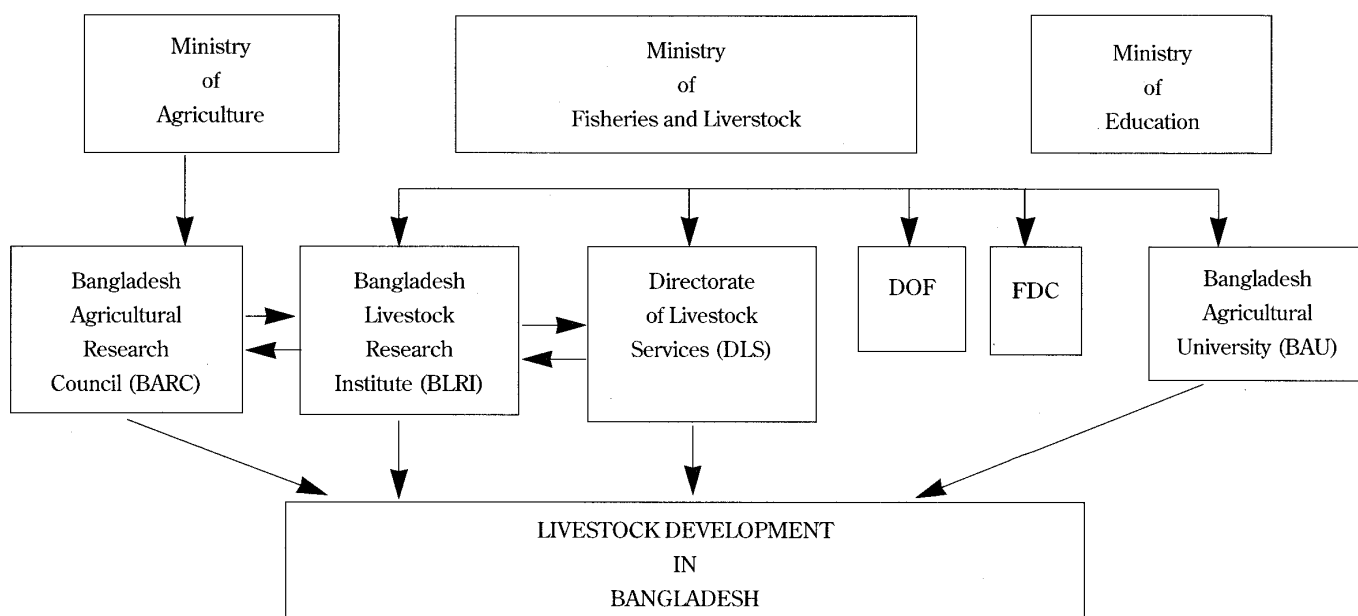 Ministry
of
Agriculture
Ministry
of
Fisheries and Liverstock
Ministry
of
Education
Bangladesh
Agricultural
Research
Council (BARC)
Bangladesh
Livestock
Research
Institute (BLRI)
Directorate
of Livestock
Services (DLS)
DOF
FDC
Bangladesh
Agricultural
University (BAU)
LIVESTOCK DEVELOPMENT
IN
BANGLADESH